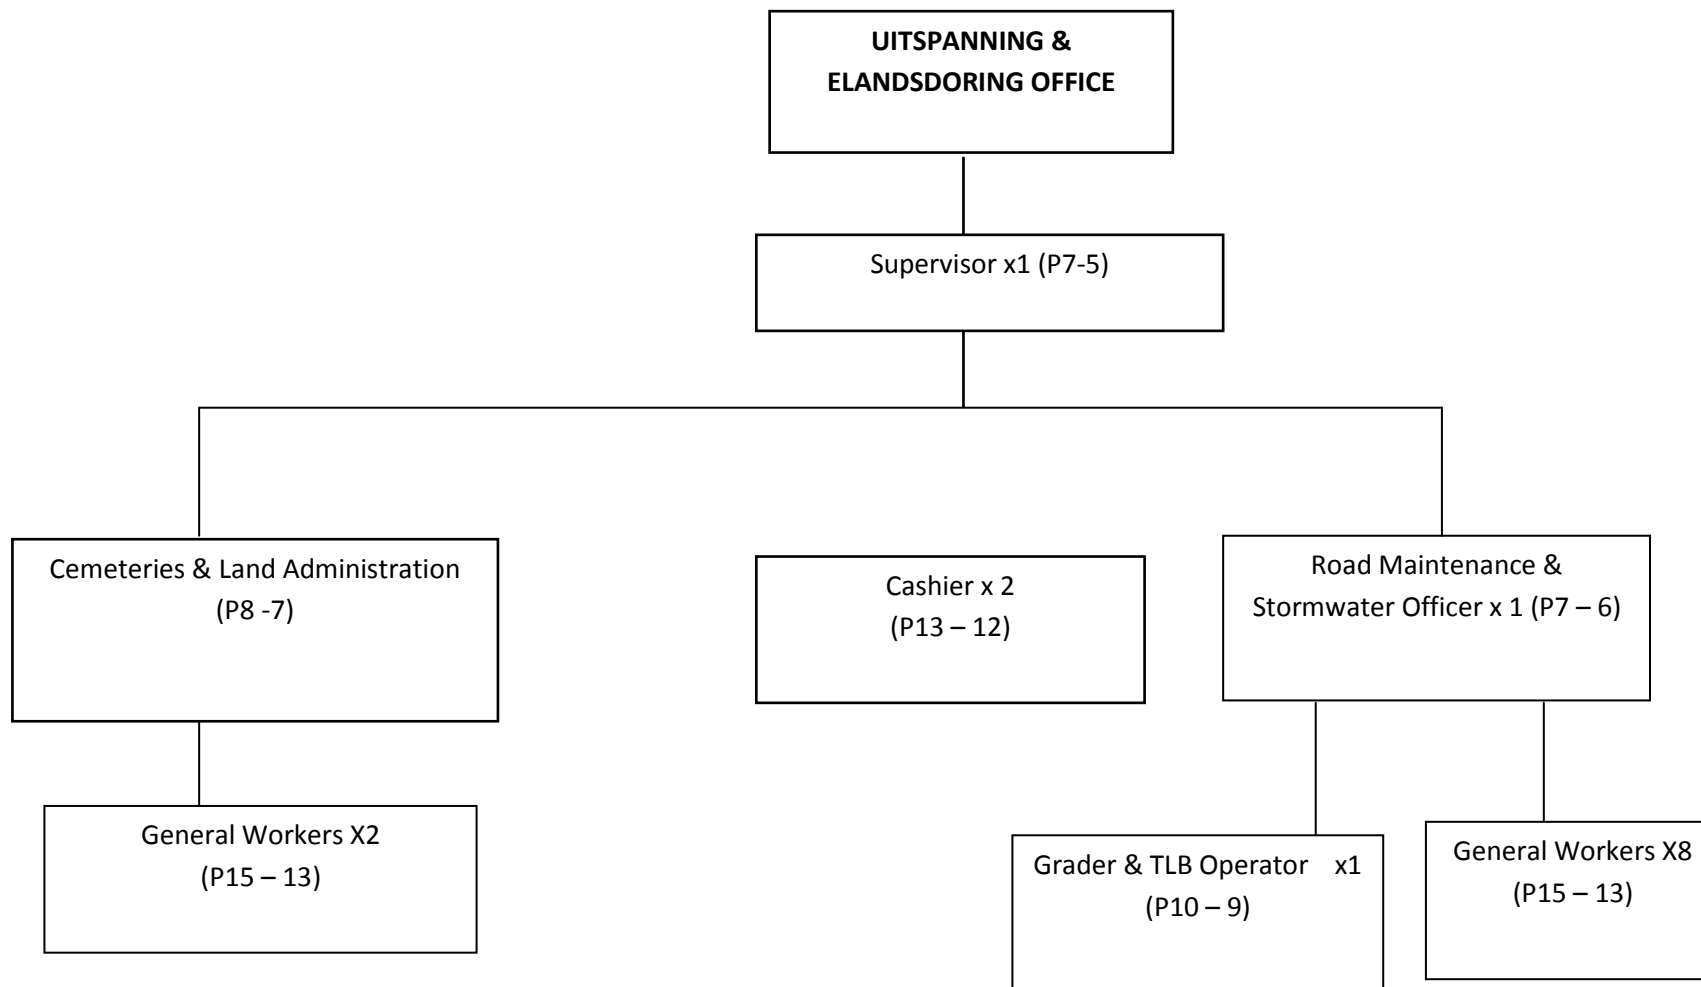 UITSPANNING &
ELANDSDORING OFFICE
Supervisor x1 (P7-5)
Cemeteries & Land Administration
(P8 -7)
Cashier x 2
(P13 – 12)
Road Maintenance &
Stormwater Officer x 1 (P7 – 6)
General Workers X2
(P15 – 13)
Grader & TLB Operator x1
(P10 – 9)
General Workers X8
(P15 – 13)